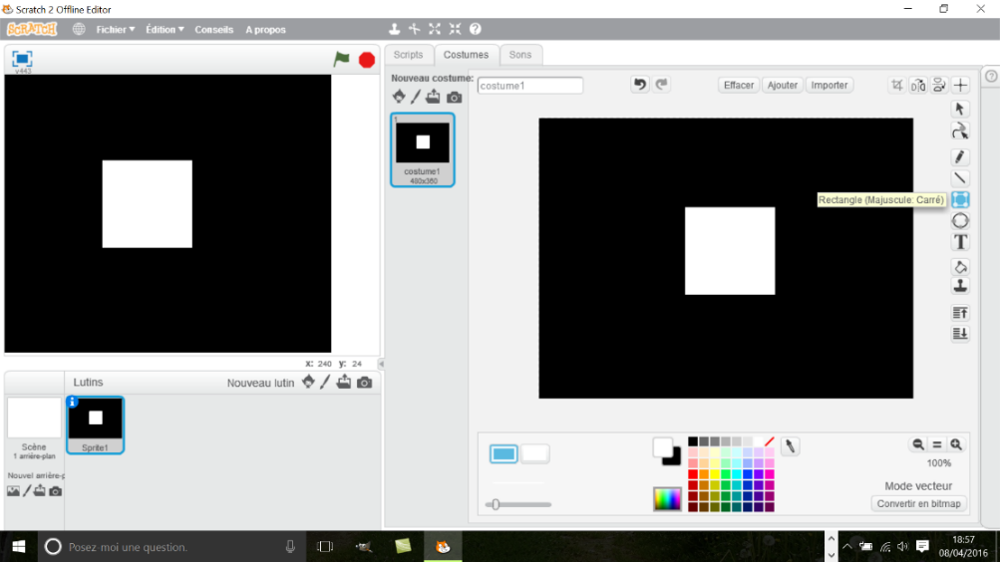 Scratch 2 Offline Editor
SCRATCH Fichier Édition Conseils A propos
v443
Scripts Costumes Sons
Nouveau costume: costume1 Effacer Ajouter Importer
1
costume1
480x360
Rectangle (Majuscule: Carré)
T
X: 240 y: 24
Lutins Nouveau lutin
Scène
1 arrière-plan
Sprite1
Nouvel arrière-p
100%
Mode vecteur
Convertir en bitmap
Posez-moi une question.
18:57
08/04/2016